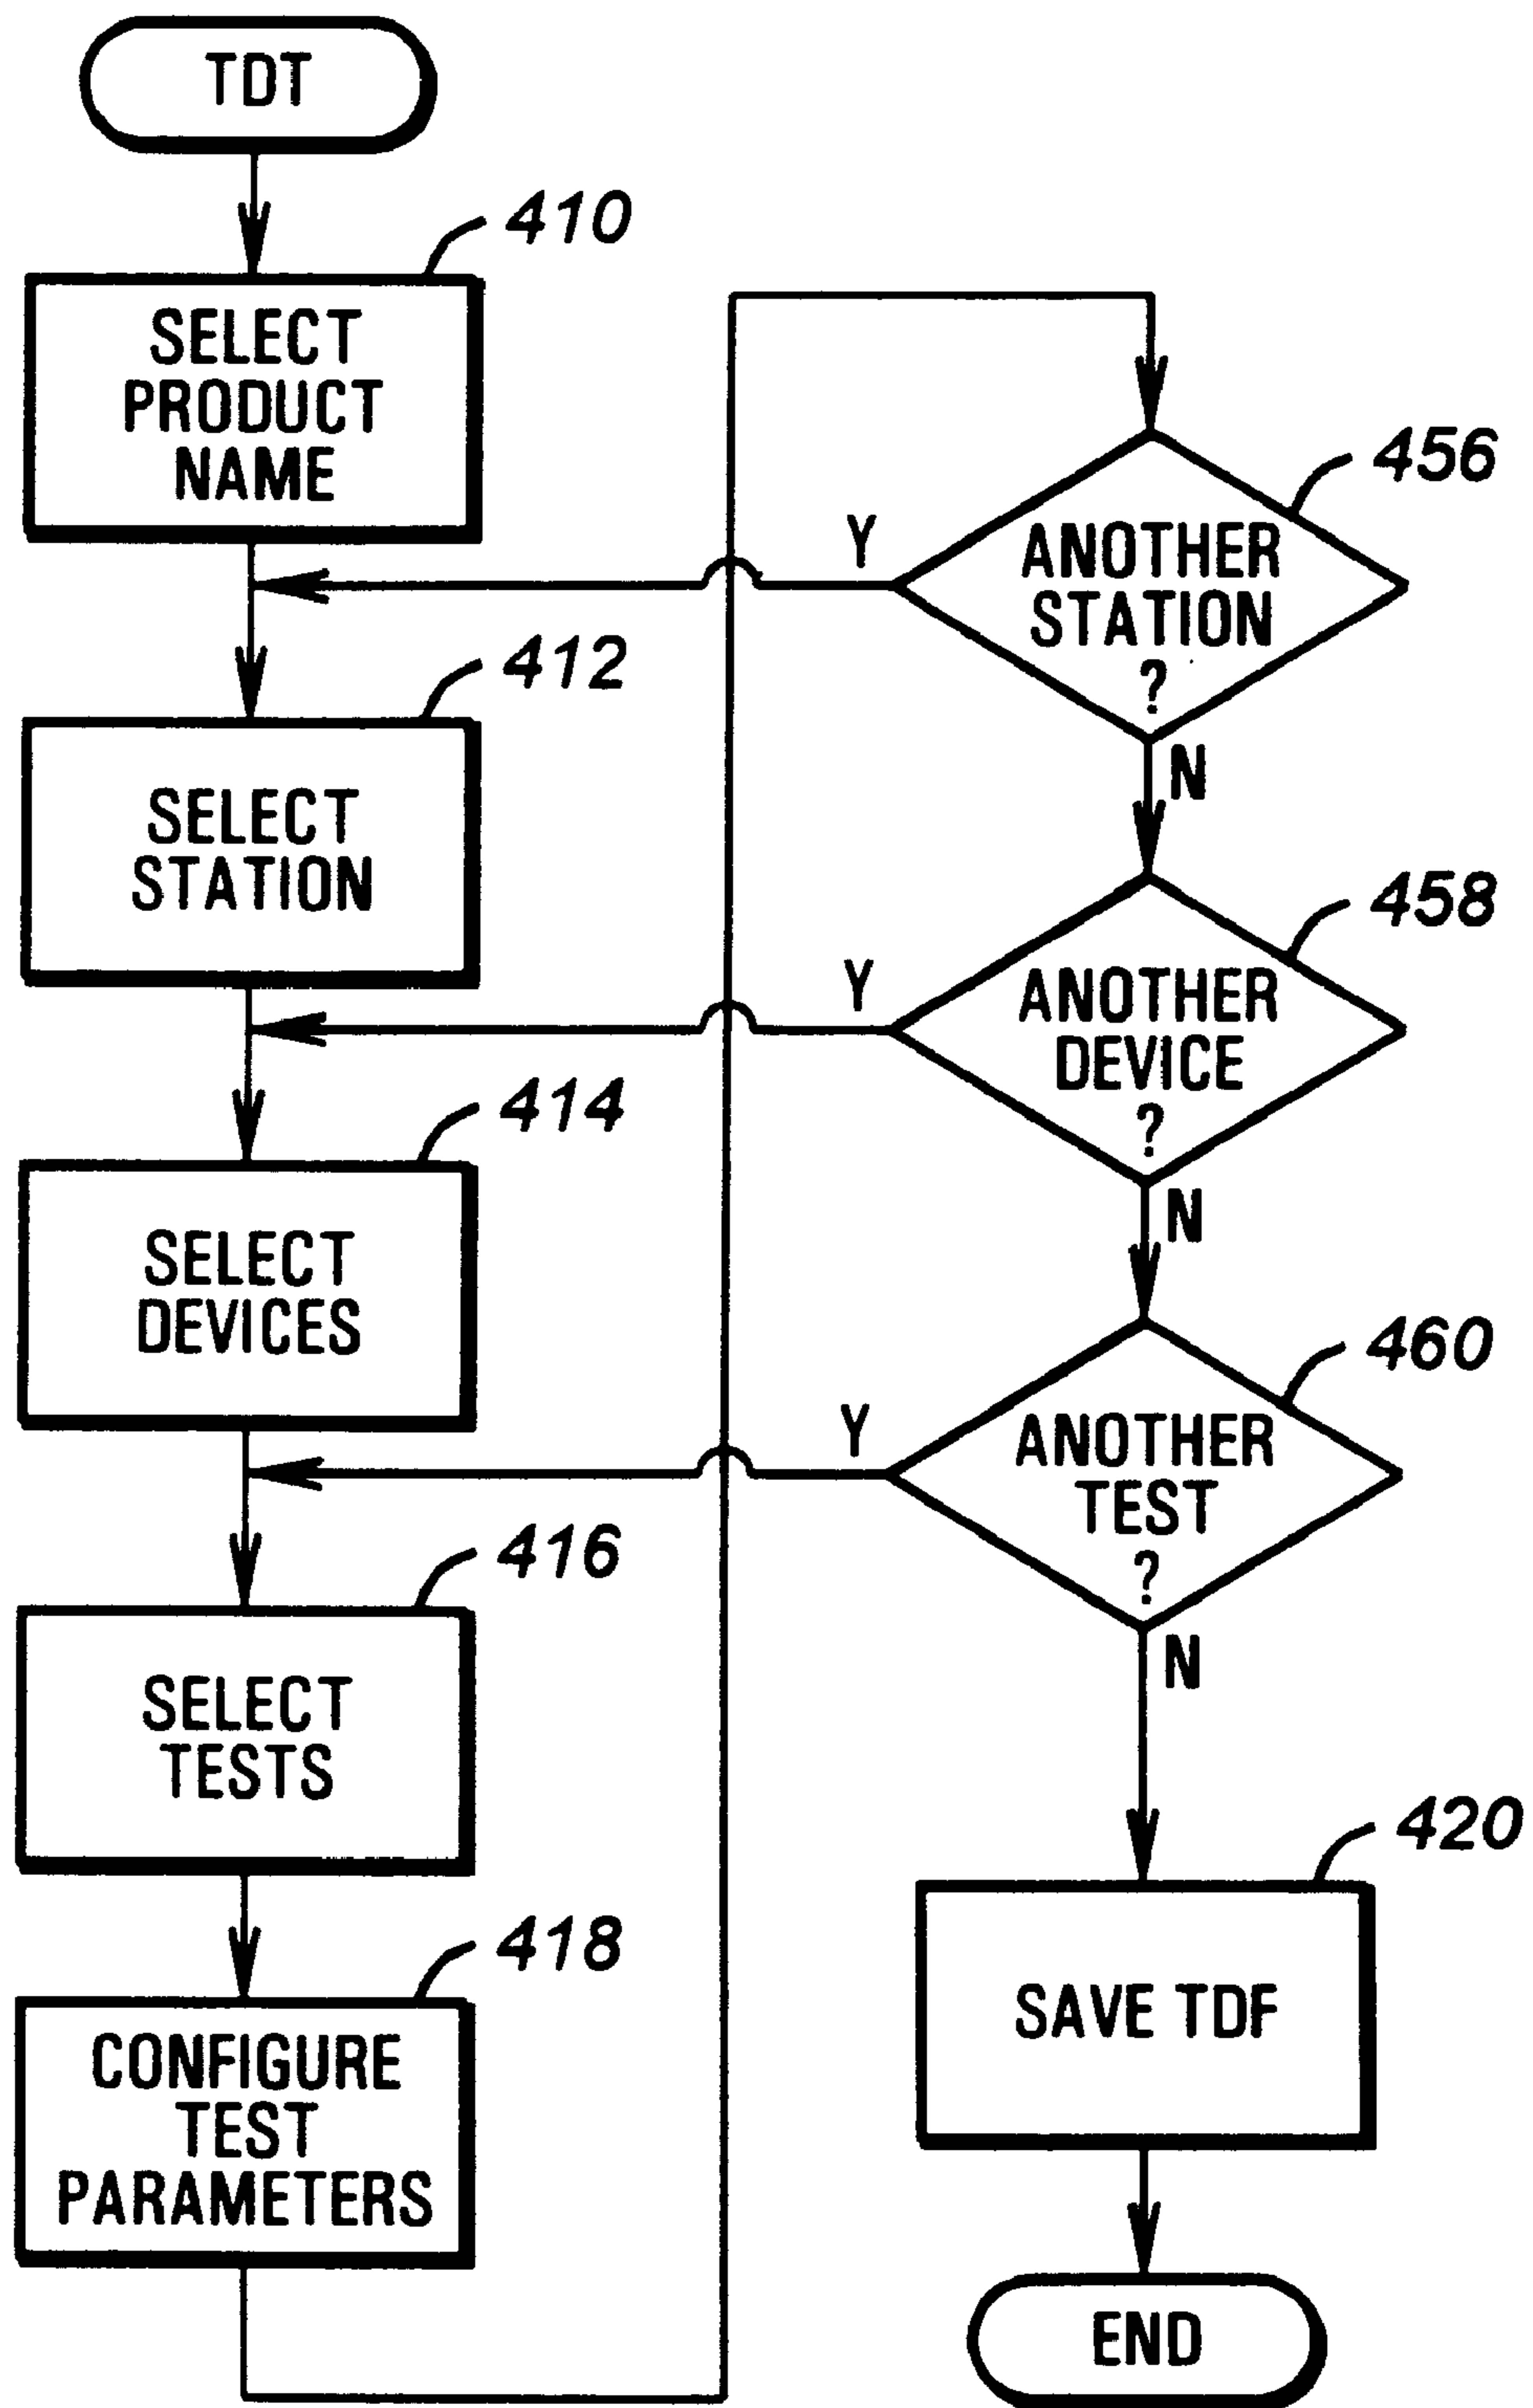 TDT
410
SELECT
PRODUCT
NAME
412
SELECT
STATION
414
SELECT
DEVICES
416
SELECT
TESTS
418
CONFIGURE
TEST
PARAMETERS
456
ANOTHER
STATION
?
Y
N
458
ANOTHER
DEVICE
?
Y
N
460
ANOTHER
TEST
?
Y
N
420
SAVE TDF
END